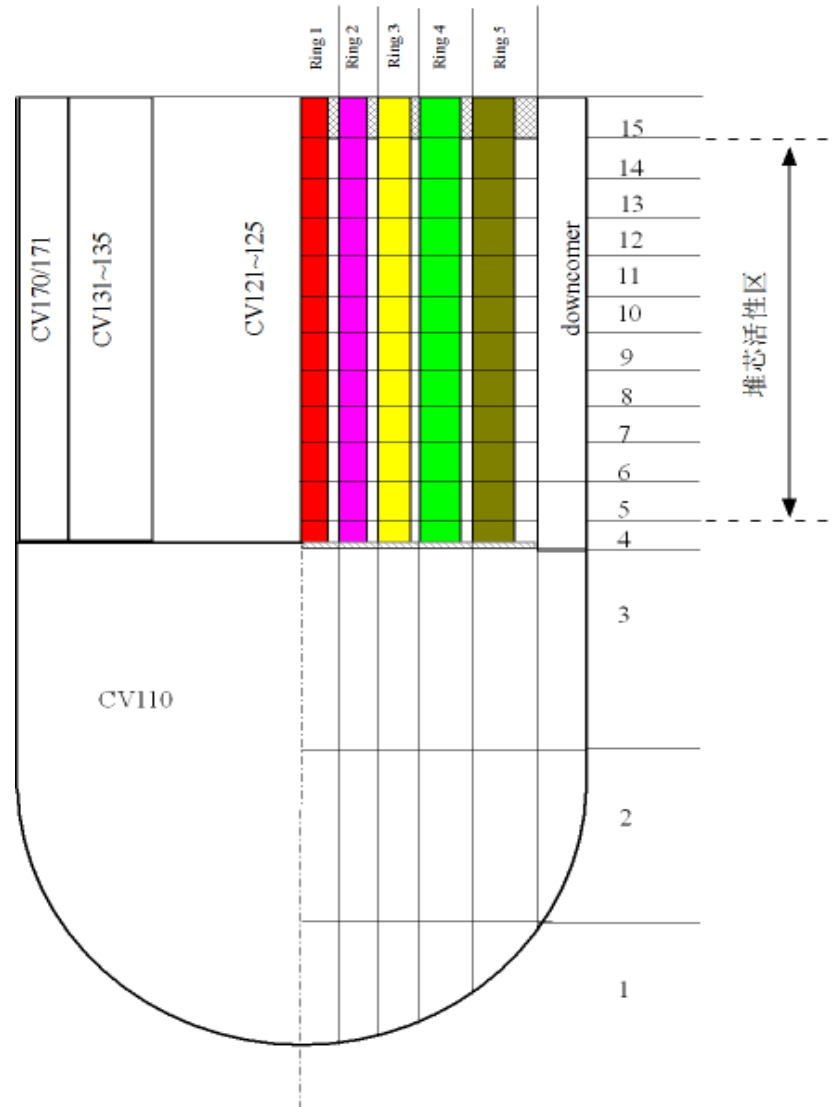 Ring 1
Ring 2
Ring 3
Ring 4
Ring 5
CV170/171
CV131~135
CV121~125
downcomer
15
14
13
12
11
10
9
8
7
6
5
4
3
2
1
堆芯活性区
CV110